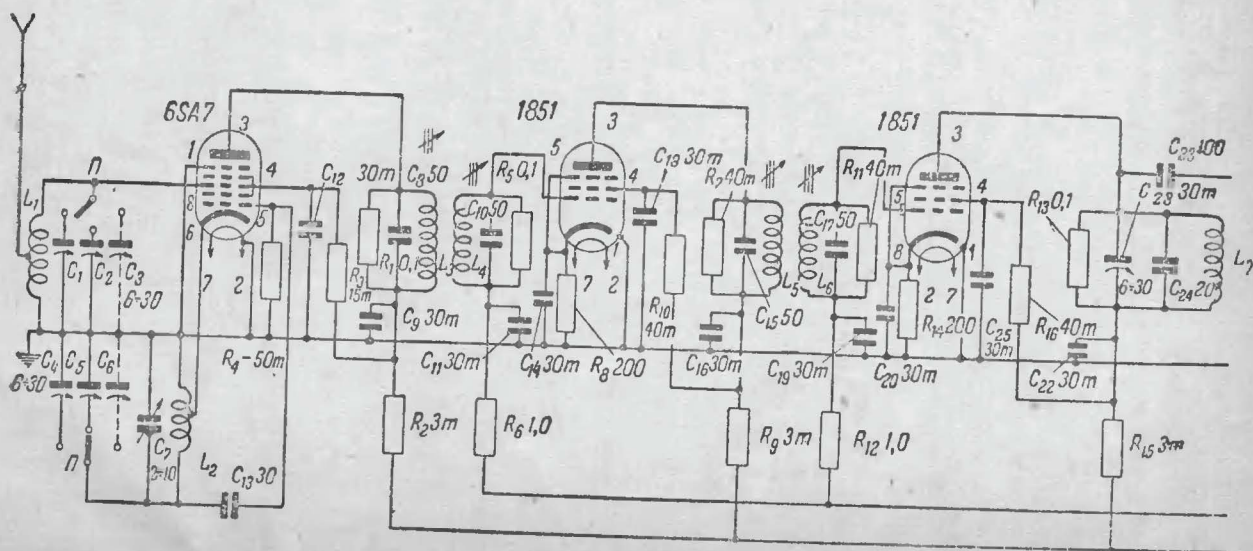 6SA7
1851
1851
3
3
3
1
4
8
5
6
7
2
5
4
7
2
5
4
8
1
2
7
L₁
П
C₁
C₂
C₃
6÷30
C₄
C₅
C₆
6÷30
П
C₇
2÷10
L₂
C₁₃ 30
R₄-50m
C₁₂
R₃
15m
30m
C₈ 50
R₁ 0,1
C₉ 30m
L₃
R₂ 3m
L₄
C₁₀ 50
R₅ 0,1
C₁₁ 30m
C₁₄ 30m
R₆ 1,0
R₈ 200
30m
R₁₀
40m
R₇ 40m
C₁₅ 50
L₅
C₁₆ 30m
R₉ 3m
L₆
C₁₇ 50
R₁₁ 40m
C₁₉ 30m
C₂₀ 30m
R₁₂ 1,0
R₁₄ 200
C₂₅
30m
R₁₆ 40m
R₁₃ 0,1
100
30m
6÷30
C₂₄ 20
L₇
C₂₂ 30m
R₁₅ 3m